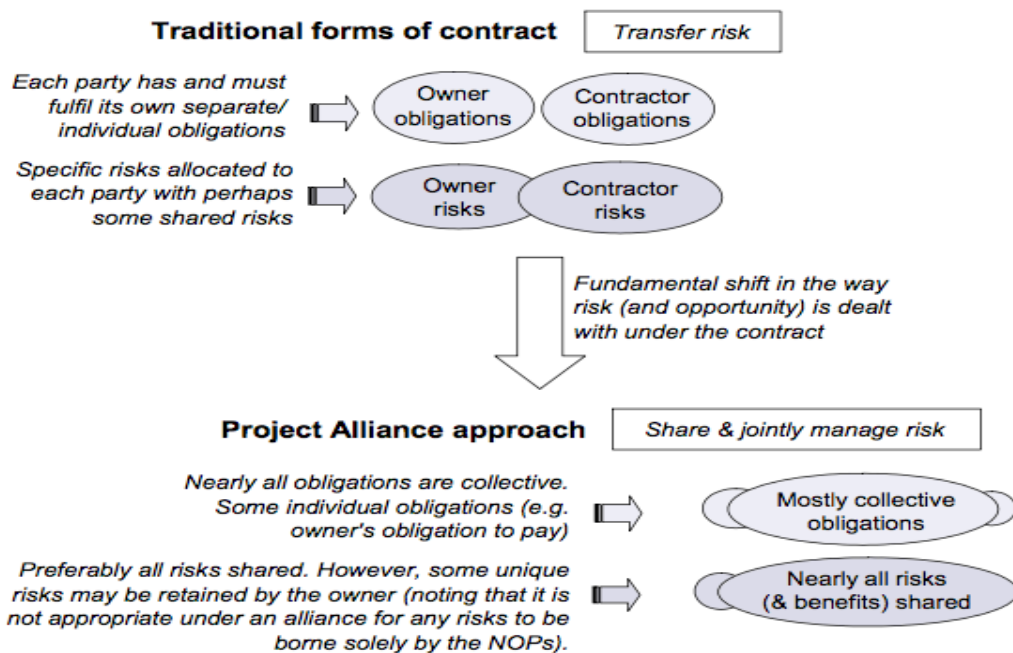 Traditional forms of contract
Transfer risk
Each party has and must
fulfil its own separate/
individual obligations
Owner
obligations
Contractor
obligations
Specific risks allocated to
each party with perhaps
some shared risks
Owner
risks
Contractor
risks
Fundamental shift in the way
risk (and opportunity) is dealt
with under the contract
Project Alliance approach
Share & jointly manage risk
Nearly all obligations are collective.
Some individual obligations (e.g.
owner's obligation to pay)
Mostly collective
obligations
Preferably all risks shared. However, some unique
risks may be retained by the owner (noting that it is
not appropriate under an alliance for any risks to be
borne solely by the NOPs).
Nearly all risks
(& benefits) shared